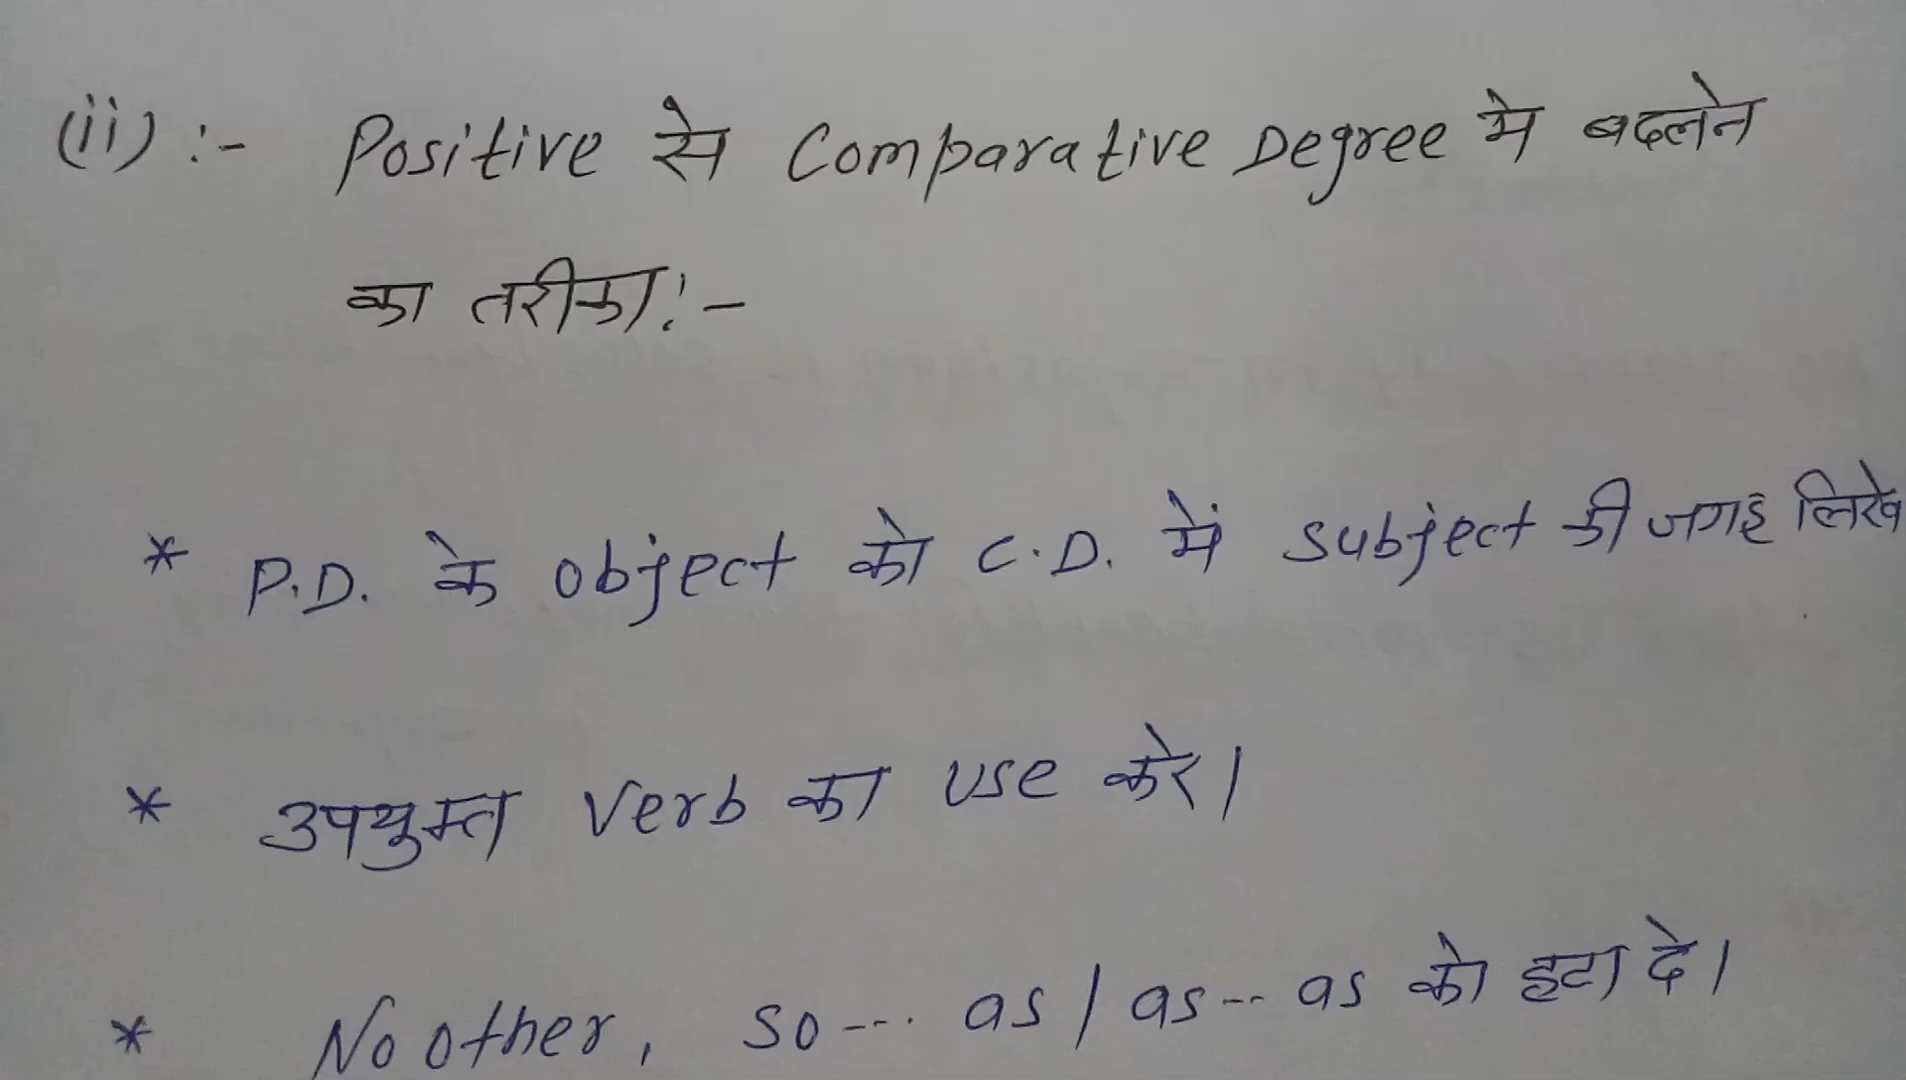 (ii) :- Positive से Comparative Degree मे बदलने
का तरीका:-
* P.D. के object को C.D. में subject की जगह लिखे
* उपयुक्त verb का use करे।
* No other, so --- as / as -- as को हटा दे।